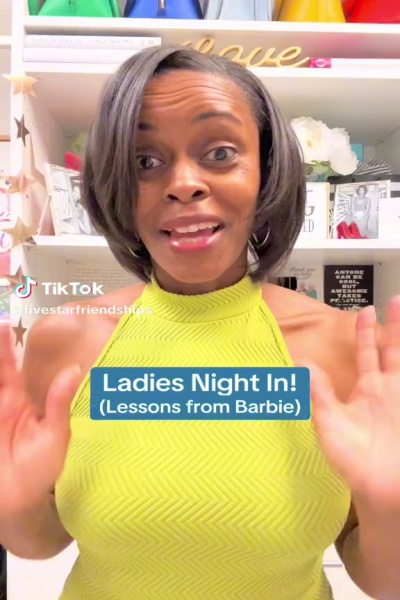 Love
TikTok
@fivestarfriendships
ANYONE
CAN BE
COOL, BUT
AWESOME
TAKES
PRACTICE
Ladies Night In!
(Lessons from Barbie)